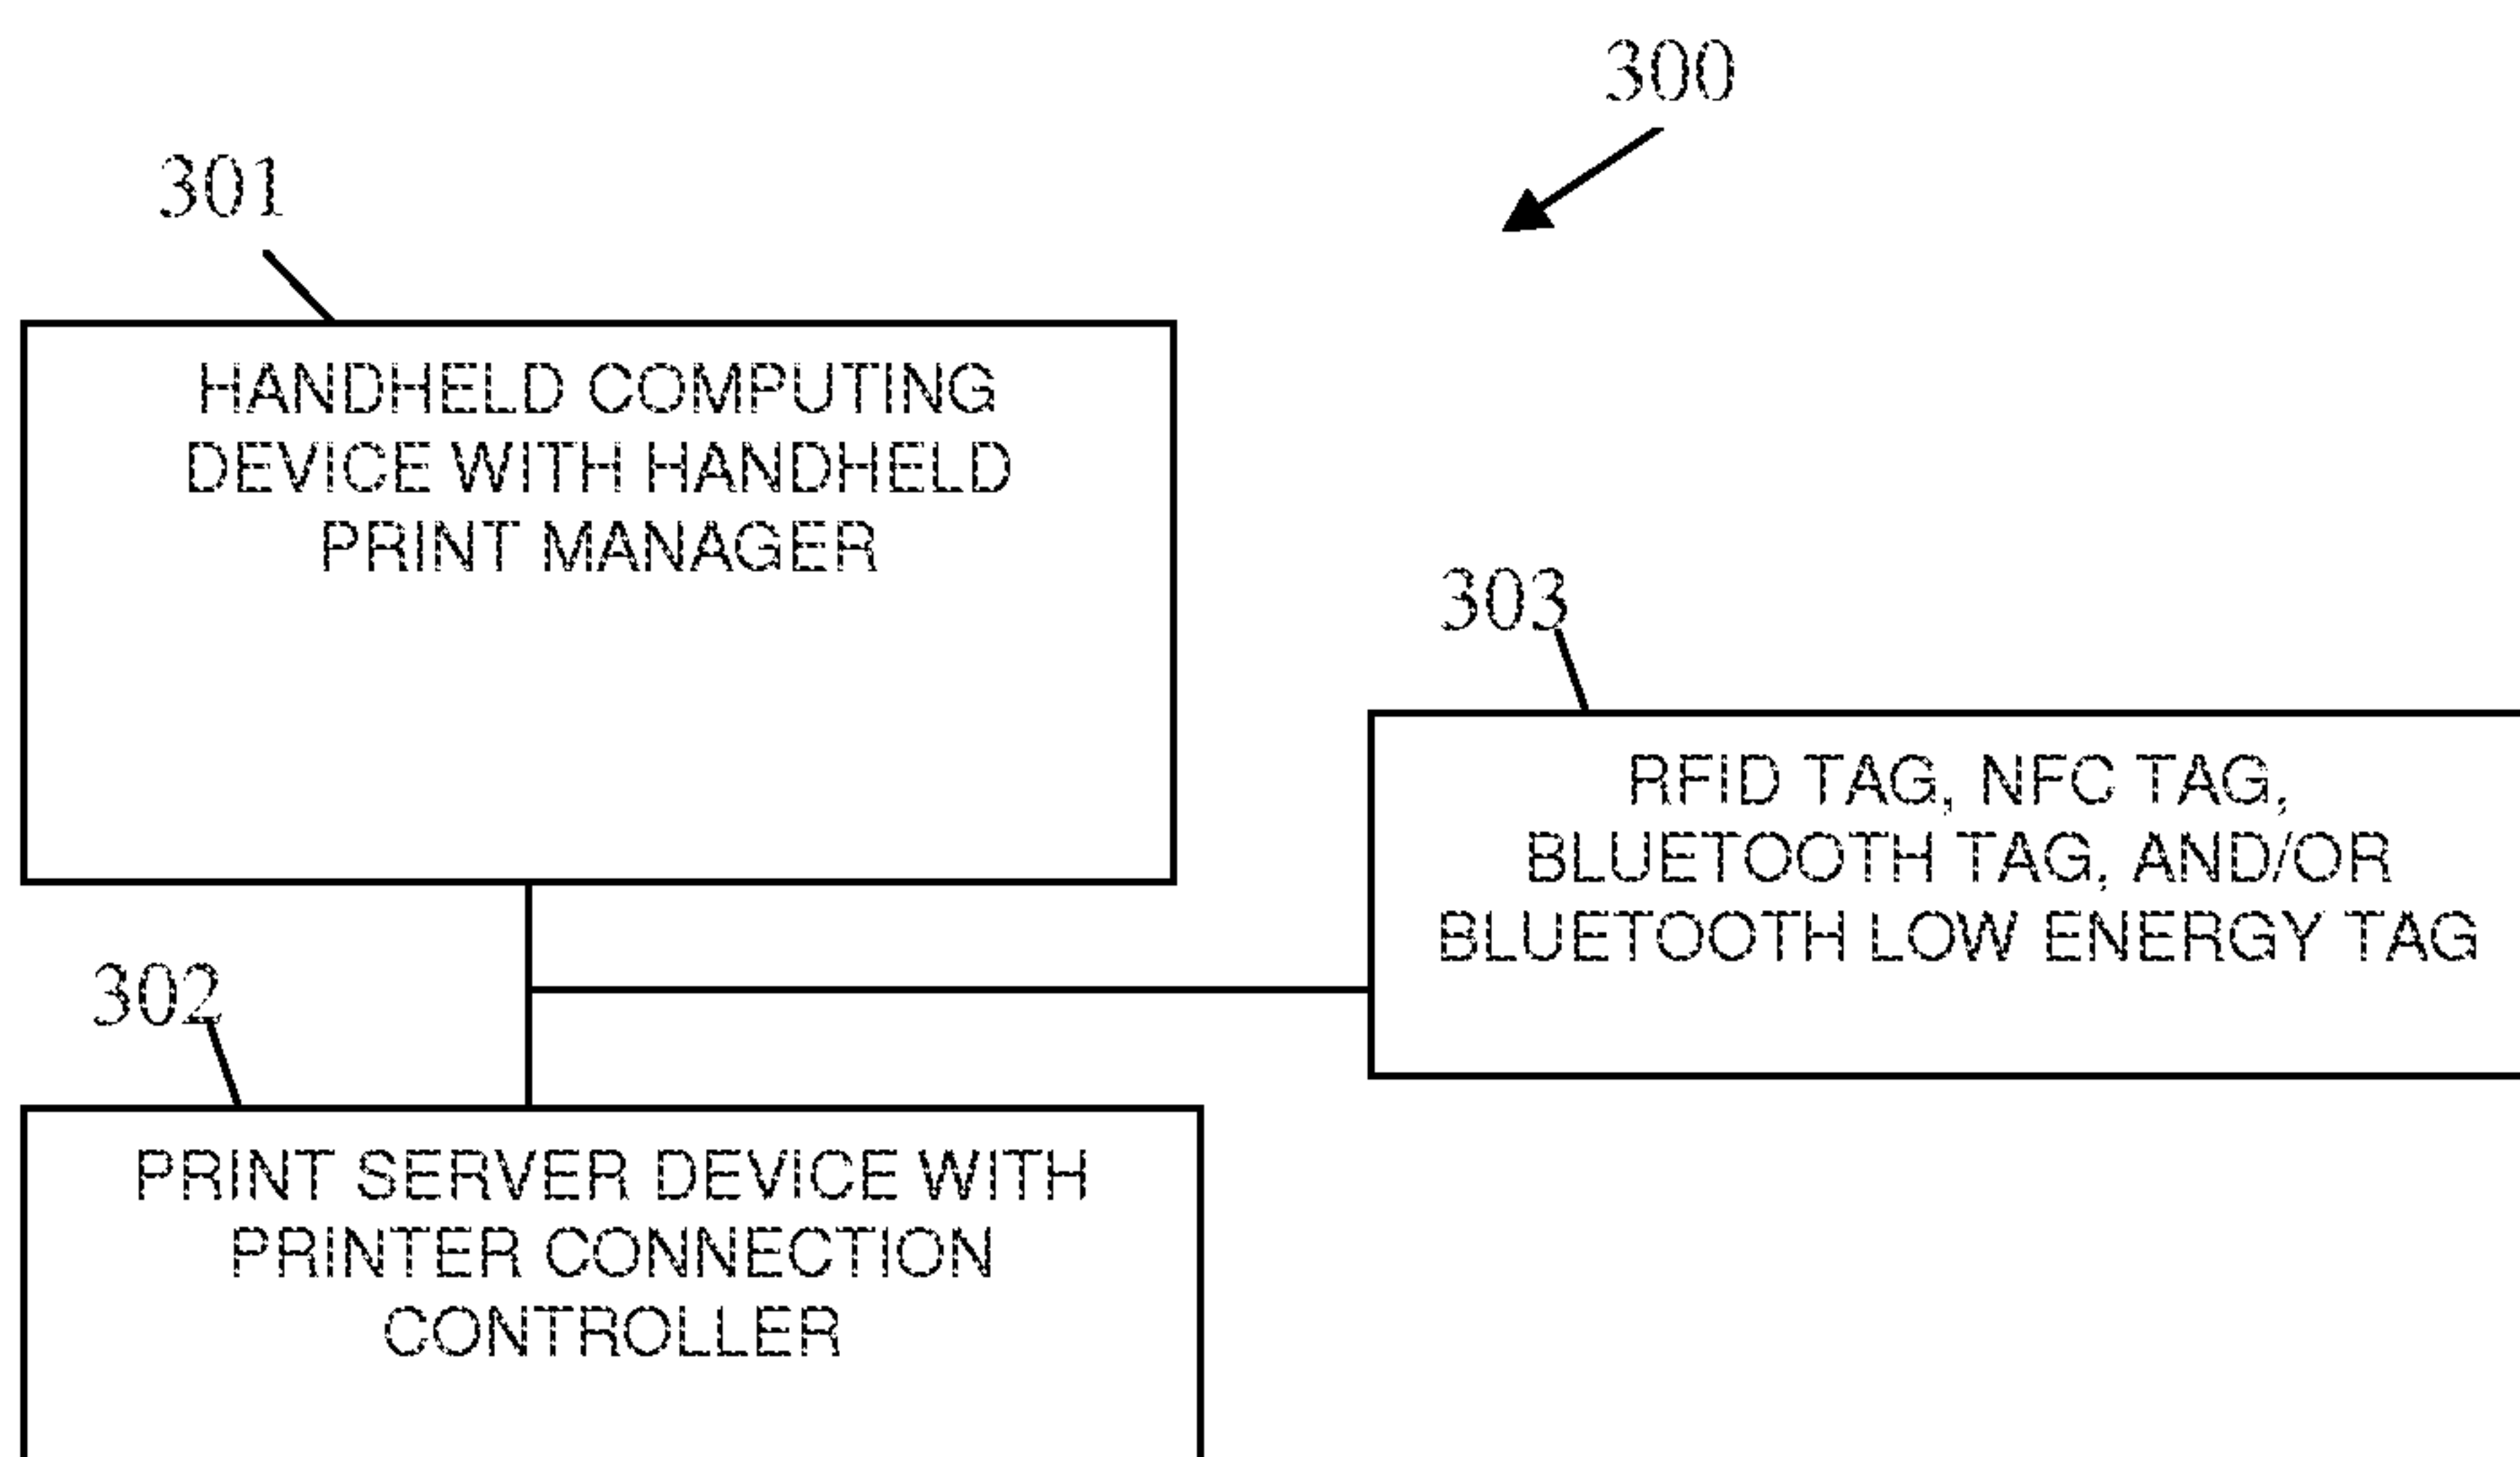 300
301
HANDHELD COMPUTING
DEVICE WITH HANDHELD
PRINT MANAGER
303
RFID TAG, NFC TAG,
BLUETOOTH TAG, AND/OR
BLUETOOTH LOW ENERGY TAG
302
PRINT SERVER DEVICE WITH
PRINTER CONNECTION
CONTROLLER